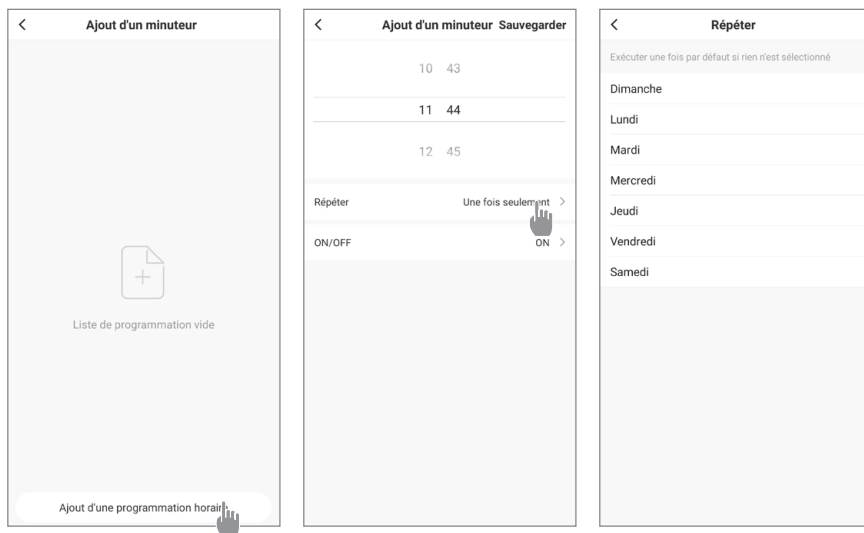 Ajout d'un minuteur
Liste de programmation vide
Ajout d'une programmation horaire
Ajout d'un minuteur Sauvegarder
10 43
11 44
12 45
Répéter Une fois seulement
ON/OFF ON
Répéter
Exécuter une fois par défaut si rien n'est sélectionné
Dimanche
Lundi
Mardi
Mercredi
Jeudi
Vendredi
Samedi